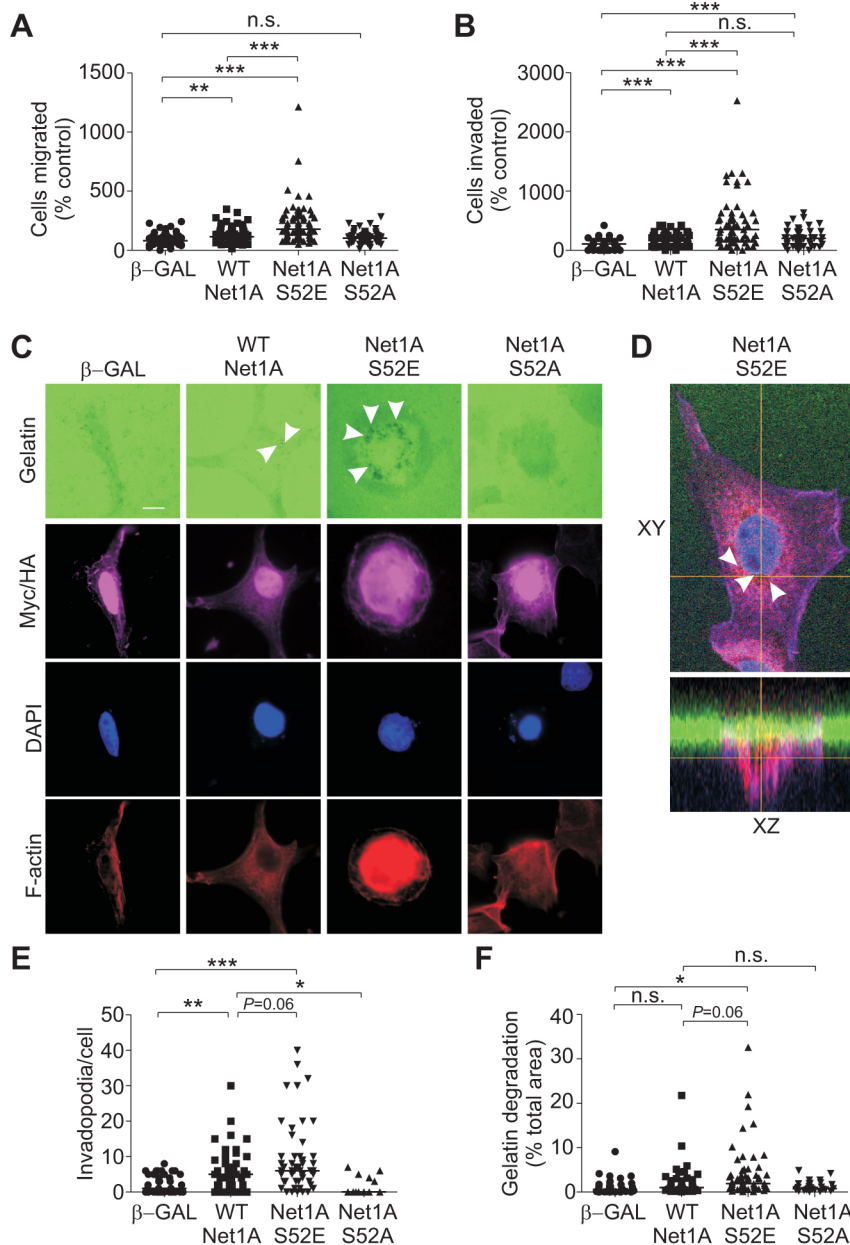 A
n.s.
***
***
**
1500
1000
500
0
Cells migrated
(% control)
β–GAL
WT
Net1A
Net1A
S52E
Net1A
S52A
B
***
n.s.
***
***
***
3000
2000
1000
0
Cells invaded
(% control)
β–GAL
WT
Net1A
Net1A
S52E
Net1A
S52A
C
β–GAL
WT
Net1A
Net1A
S52E
Net1A
S52A
Gelatin
Myc/HA
DAPI
F-actin
D
Net1A
S52E
XY
XZ
E
***
*
**
P=0.06
50
40
30
20
10
0
Invadopodia/cell
β–GAL
WT
Net1A
Net1A
S52E
Net1A
S52A
F
n.s.
*
n.s.
P=0.06
40
30
20
10
0
Gelatin degradation
(% total area)
β–GAL
WT
Net1A
Net1A
S52E
Net1A
S52A